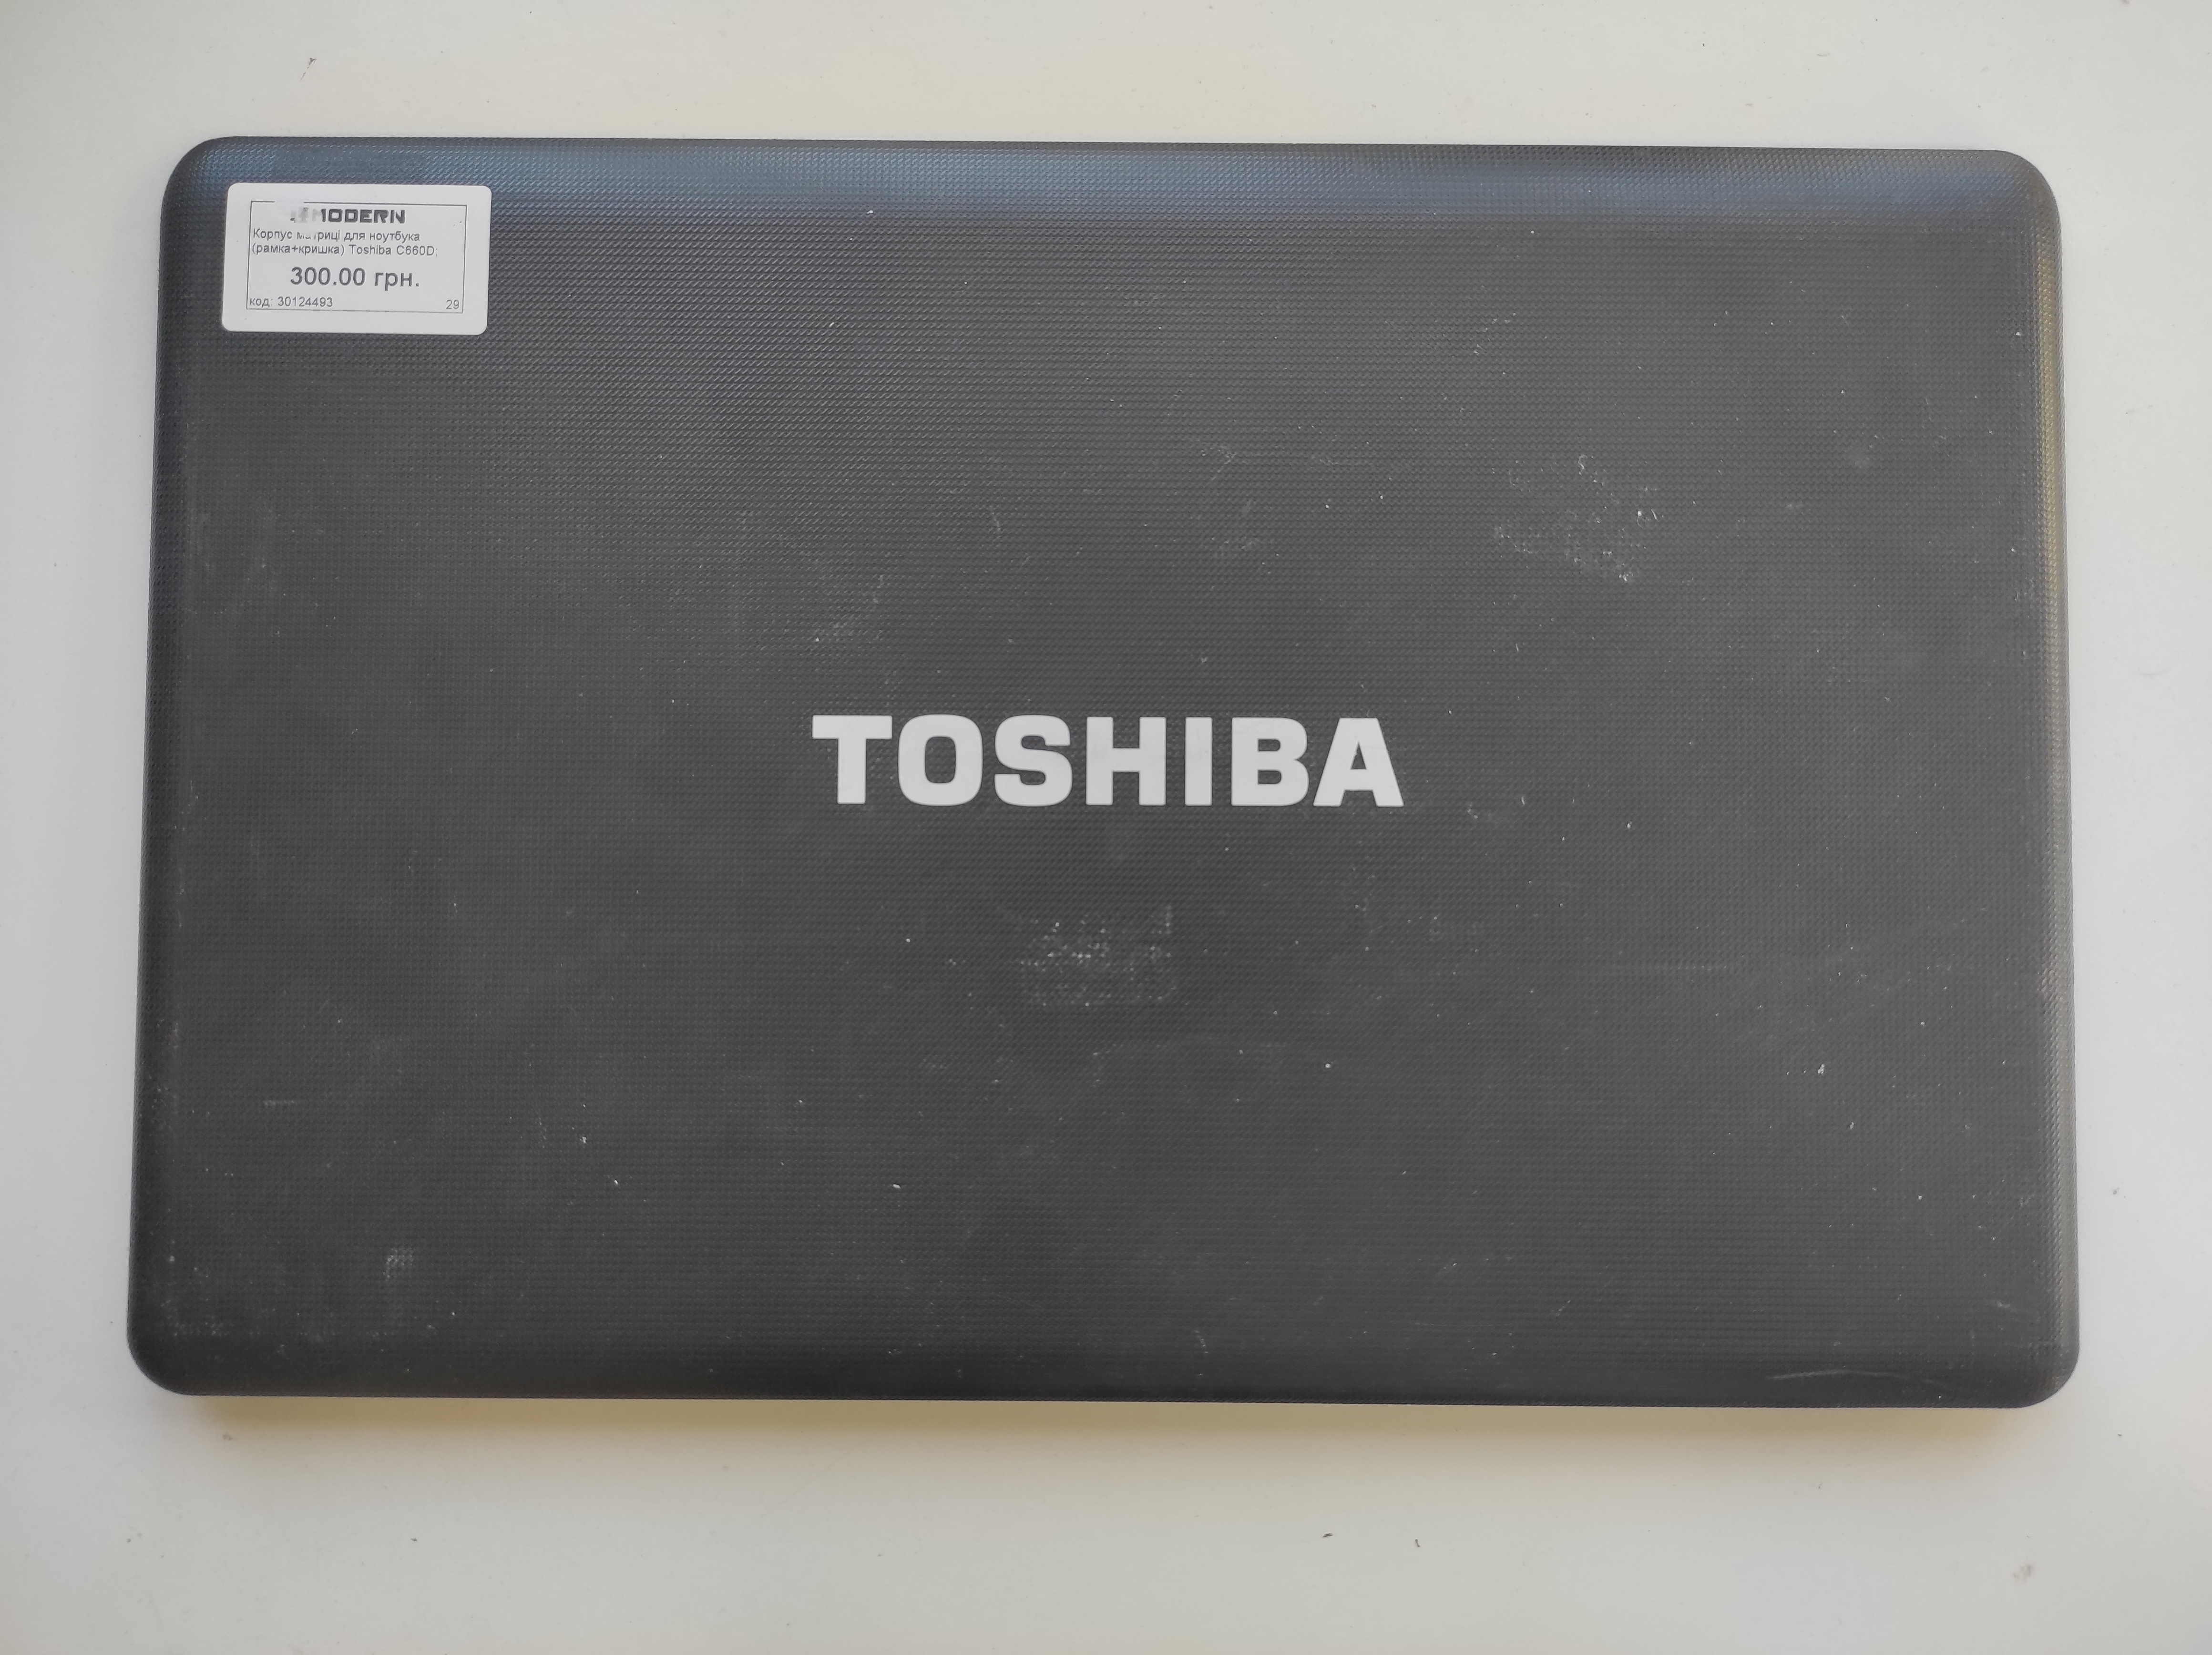 MODERN
Корпус матриці для ноутбука
(рамка+кришка) Toshiba C660D;
300.00 грн.
код: 30124493 29
TOSHIBA